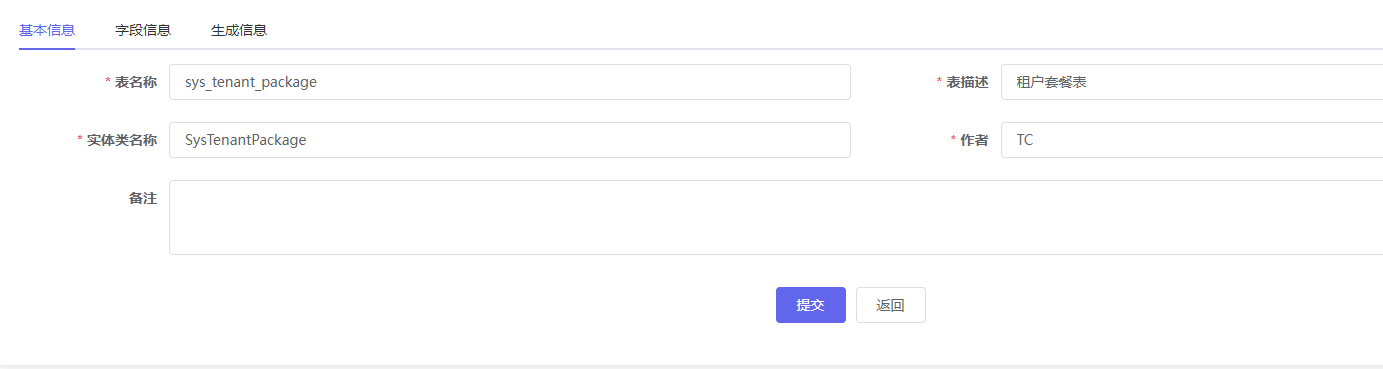 基本信息 字段信息 生成信息
* 表名称 sys_tenant_package * 表描述 租户套餐表
* 实体类名称 SysTenantPackage * 作者 TC
备注
提交 返回